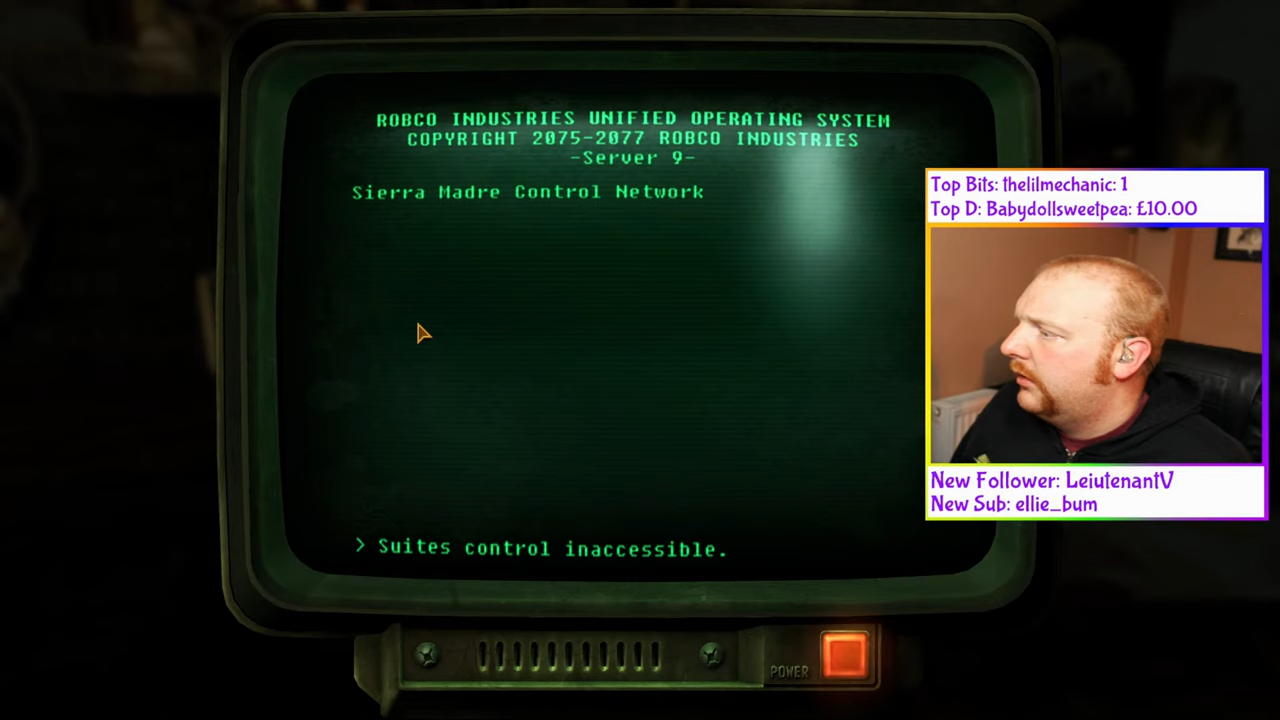 ROBCO INDUSTRIES UNIFIED OPERATING SYSTEM
COPYRIGHT 2075-2077 ROBCO INDUSTRIES
-Server 9-
Sierra Madre Control Network
> Suites control inaccessible.
POWER
Top Bits: thelilmechanic: 1
Top D: Babydollsweetpea: £10.00
New Follower: LeiutenantV
New Sub: ellie_bum